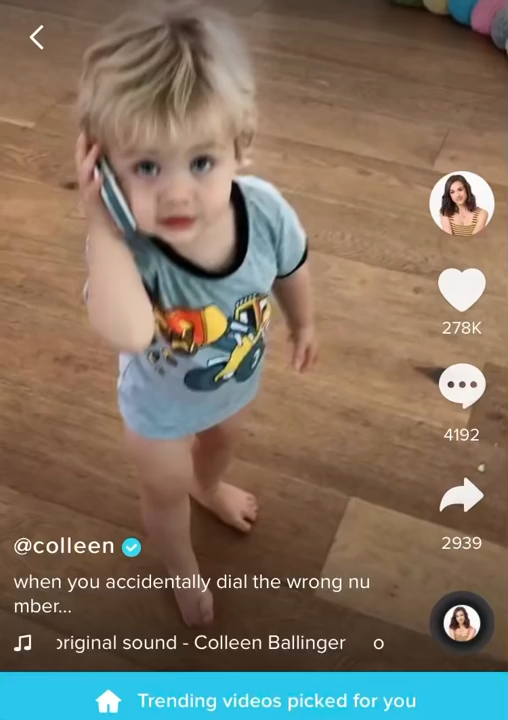 278K
4192
2939
@colleen
when you accidentally dial the wrong nu
mber...
original sound - Colleen Ballinger o
Trending videos picked for you